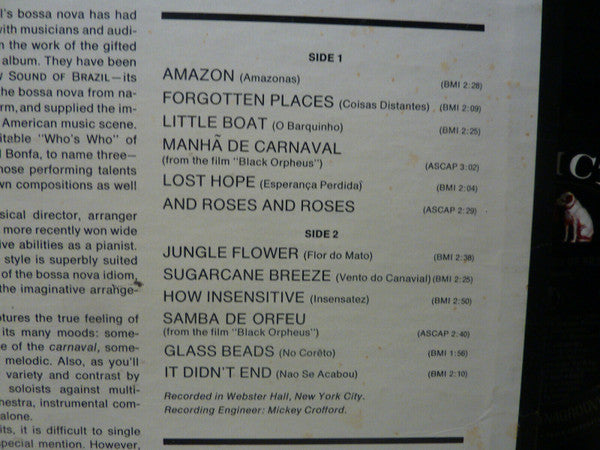 l's bossa nova has had
with musicians and audi-
the work of the gifted
album. They have been
SOUND OF BRAZIL—its
the bossa nova from na-
rm, and supplied the im-
American music scene.
itable "Who's Who" of
Bonfa, to name three—
hose performing talents
wn compositions as well
sical director, arranger
more recently won wide
ive abilities as a pianist.
style is superbly suited
of the bossa nova idiom,
the imaginative arrange-
tures the true feeling of
its many moods: some-
e of the carnaval, some-
melodic. Also, as you'll
variety and contrast by
soloists against multi-
hestra, instrumental com-
alone.
its, it is difficult to single
pecial mention. However,
SIDE 1
AMAZON (Amazonas) (BMI 2:28)
FORGOTTEN PLACES (Coisas Distantes) (BMI 2:09)
LITTLE BOAT (O Barquinho) (BMI 2:25)
MANHÃ DE CARNAVAL
(from the film "Black Orpheus") (ASCAP 3:02)
LOST HOPE (Esperança Perdida) (BMI 2:04)
AND ROSES AND ROSES (ASCAP 2:29)
SIDE 2
JUNGLE FLOWER (Flor do Mato) (BMI 2:38)
SUGARCANE BREEZE (Vento do Canavial) (BMI 2:25)
HOW INSENSITIVE (Insensatez) (BMI 2:50)
SAMBA DE ORFEU
(from the film "Black Orpheus") (ASCAP 2:40)
GLASS BEADS (No Corêto) (BMI 1:56)
IT DIDN'T END (Nao Se Acabou) (BMI 2:10)
Recorded in Webster Hall, New York City.
Recording Engineer: Mickey Crofford.